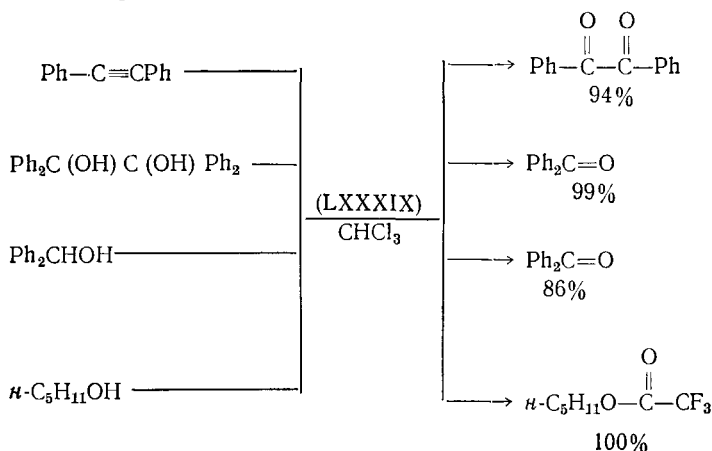 Ph—C≡CPh
O O
Ph—C—C—Ph
94%
Ph₂C(OH)C(OH)Ph₂
Ph₂C=O
99%
(LXXXIX)
CHCl₃
Ph₂CHOH
Ph₂C=O
86%
n-C₅H₁₁OH
O
n-C₅H₁₁O—C—CF₃
100%